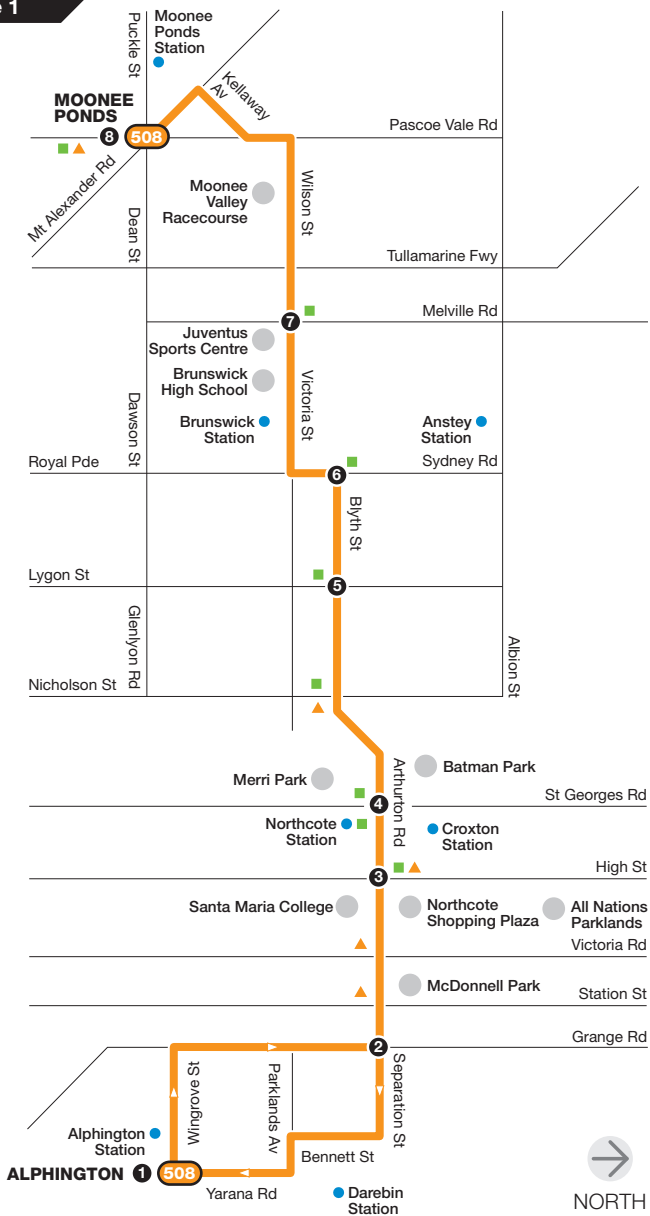 e 1
Puckle St
Moonee
Ponds
Station
Kellaway
Av
MOONEE
PONDS
8
508
Pascoe Vale Rd
Mt Alexander Rd
Moonee
Valley
Racecourse
Wilson St
Dean St
Tullamarine Fwy
Melville Rd
7
Juventus
Sports Centre
Brunswick
High School
Victoria St
Dawson St
Brunswick
Station
Anstey
Station
Royal Pde
Sydney Rd
6
Blyth St
Lygon St
5
Glenlyon Rd
Albion St
Nicholson St
Arthurton Rd
Batman Park
Merri Park
St Georges Rd
4
Northcote
Station
Croxton
Station
High St
3
Santa Maria College
Northcote
Shopping Plaza
All Nations
Parklands
Victoria Rd
McDonnell Park
Station St
Grange Rd
2
Wingrove St
Parklands Av
Separation St
Alphington
Station
Bennett St
ALPHINGTON
1
508
Yarana Rd
Darebin
Station
NORTH